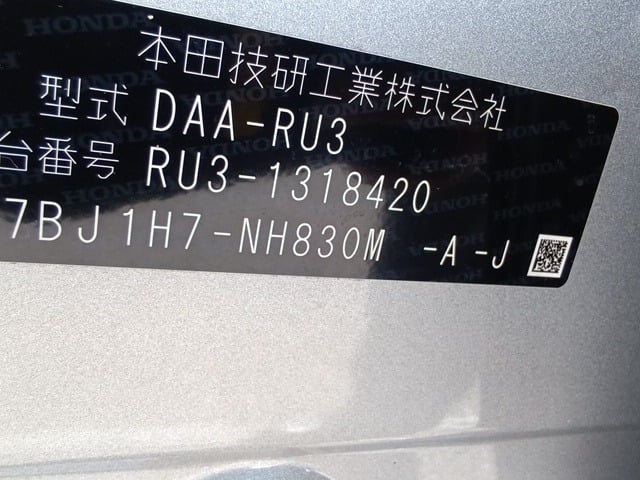 本田技研工業株式会社
型式 DAA-RU3
台番号 RU3-1318420
7BJ1H7-NH830M -A -J